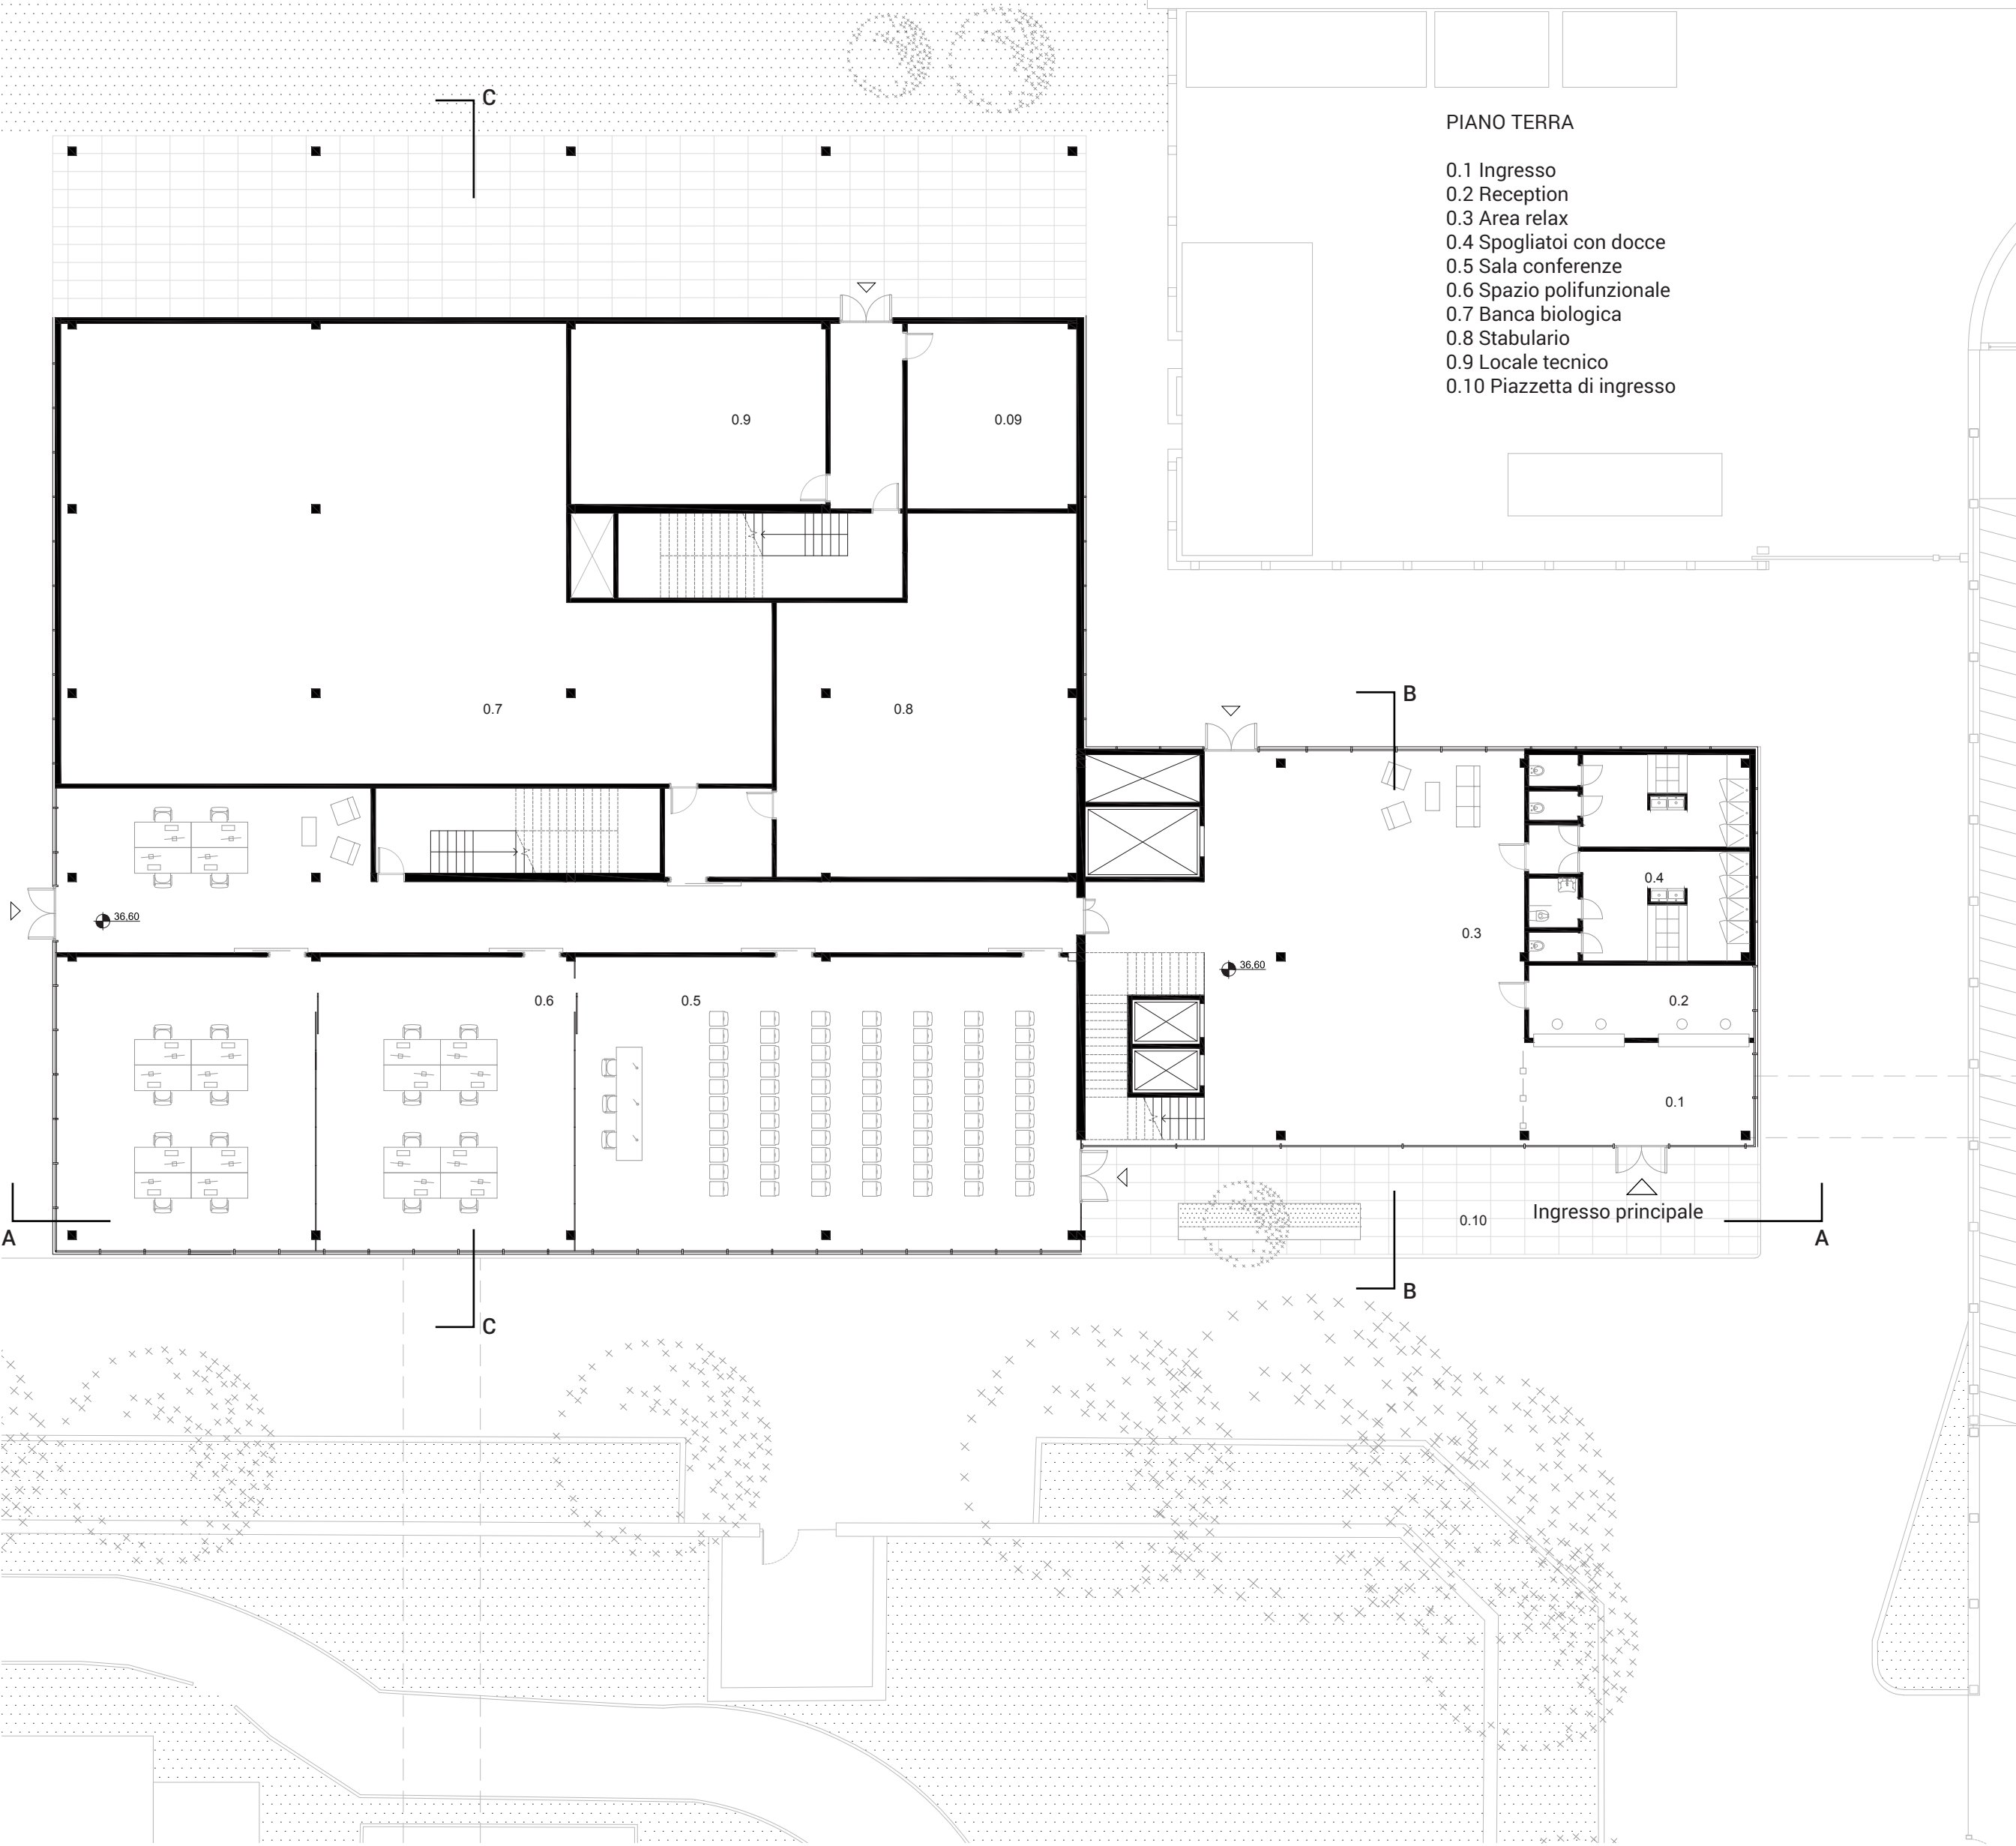 C
PIANO TERRA
0.1 Ingresso
0.2 Reception
0.3 Area relax
0.4 Spogliatoi con docce
0.5 Sala conferenze
0.6 Spazio polifunzionale
0.7 Banca biologica
0.8 Stabulario
0.9 Locale tecnico
0.10 Piazzetta di ingresso
0.9
0.09
B
0.7
0.8
0.4
36,60
0.3
36,60
0.6
0.5
0.2
0.1
Ingresso principale
0.10
A
A
B
C